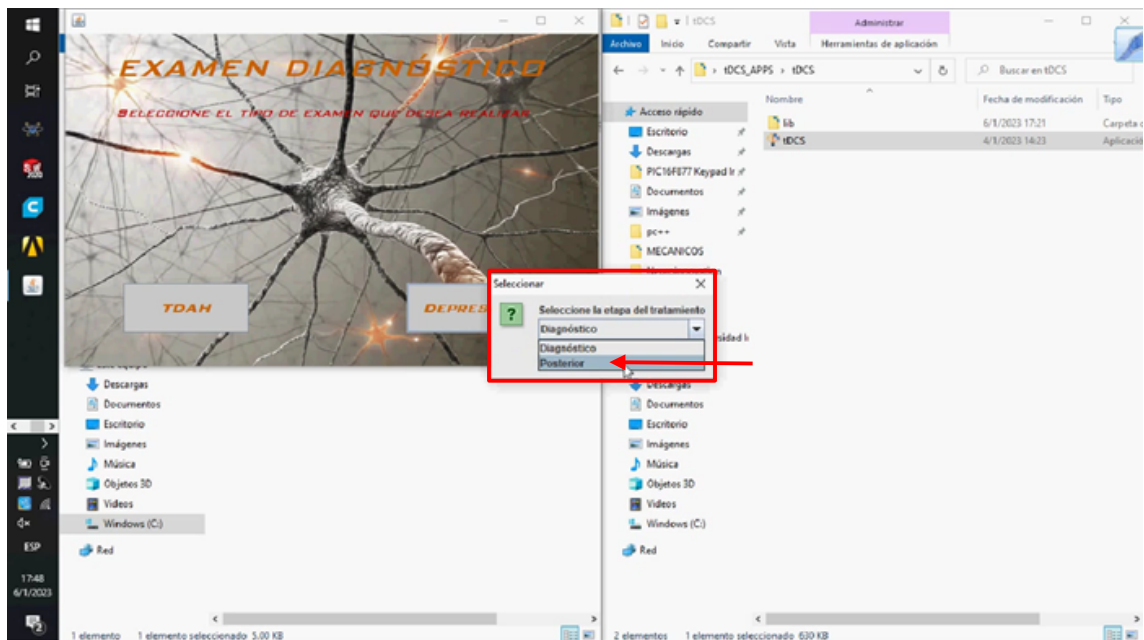 EXAMEN DIAGNÓSTICO
SELECCIONE EL TIPO DE EXAMEN QUE DESEA REALIZAR
TDAH
DEPRES
Seleccionar
Seleccione la etapa del tratamiento
Diagnóstico
Diagnóstico
Posterior
Descargas
Documentos
Escritorio
Imágenes
Música
Objetos 3D
Videos
Windows (C:)
Red
1 elemento 1 elemento seleccionado 5.00 KB
tDCS
Administrar
Archivo Inicio Compartir Vista Herramientas de aplicación
tDCS_APPS › tDCS
Buscar en tDCS
Nombre Fecha de modificación Tipo
lib 6/1/2023 17:21 Carpeta
tDCS 4/1/2023 14:23 Aplicació
Acceso rápido
Escritorio
Descargas
PIC16F877 Keypad Ir
Documentos
Imágenes
pc++
MECANICOS
sidad I
Descargas
Documentos
Escritorio
Imágenes
Música
Objetos 3D
Videos
Windows (C:)
Red
2 elementos 1 elemento seleccionado 630 KB
ESP
17:48
6/1/2023